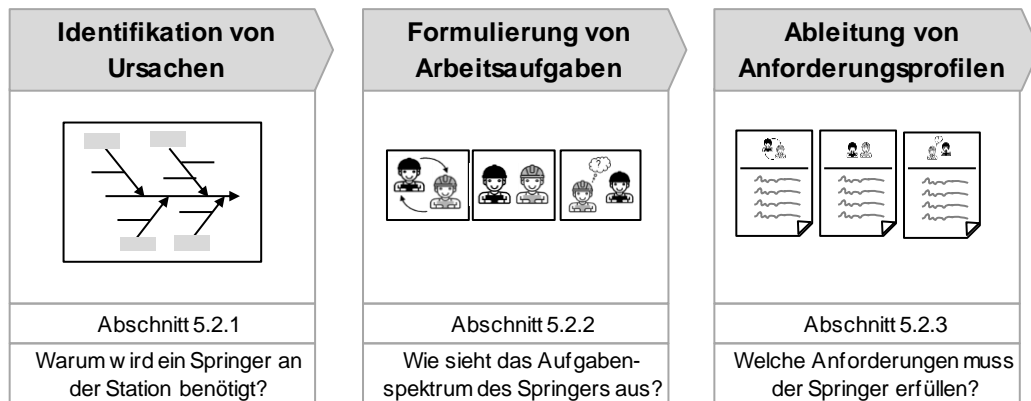 Identifikation von
Ursachen
Abschnitt 5.2.1
Warum wird ein Springer an
der Station benötigt?
Formulierung von
Arbeitsaufgaben
Abschnitt 5.2.2
Wie sieht das Aufgaben-
spektrum des Springers aus?
Ableitung von
Anforderungsprofilen
Abschnitt 5.2.3
Welche Anforderungen muss
der Springer erfüllen?